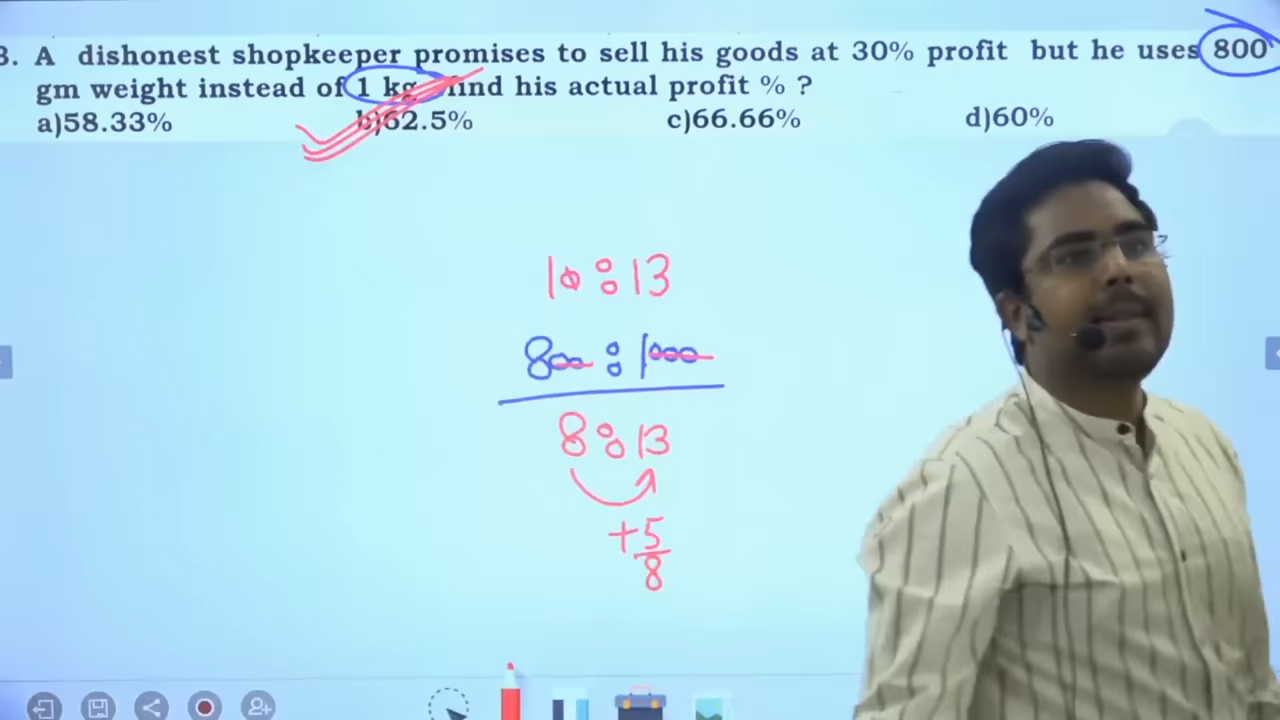 3. A dishonest shopkeeper promises to sell his goods at 30% profit but he uses 800
gm weight instead of 1 kg find his actual profit % ?
a)58.33% b)62.5% c)66.66% d)60%
10 : 13
800 : 1000
8 : 13
+5
8